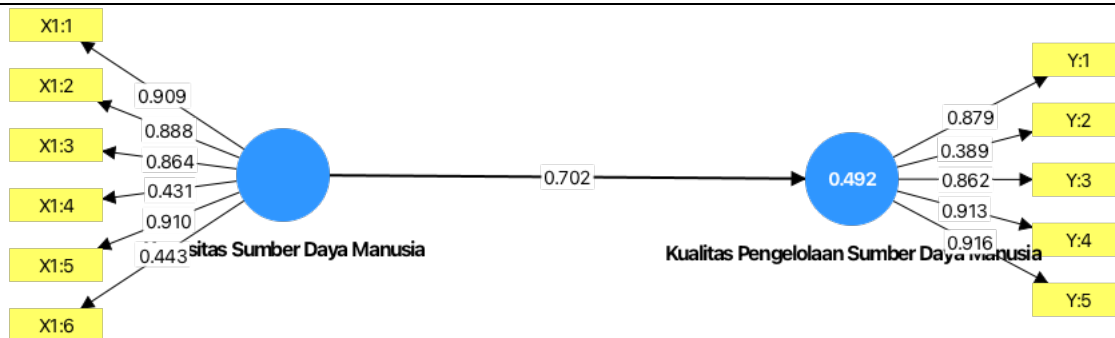 X1:1
X1:2
X1:3
X1:4
X1:5
X1:6
0.909
0.888
0.864
0.431
0.910
0.443
Sumber Daya Manusia
0.702
0.492
Kualitas Pengelolaan Sumber Daya Manusia
0.879
0.389
0.862
0.913
0.916
Y:1
Y:2
Y:3
Y:4
Y:5